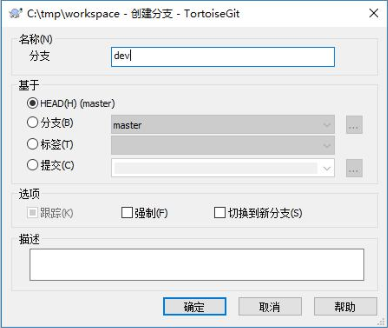 C:\tmp\workspace - 创建分支 - TortoiseGit
名称(N)
分支 dev
基于
HEAD(H) (master)
分支(B) master ...
标签(T)
提交(C) ...
选项
跟踪(K) 强制(F) 切换到新分支(S)
描述
确定 取消 帮助